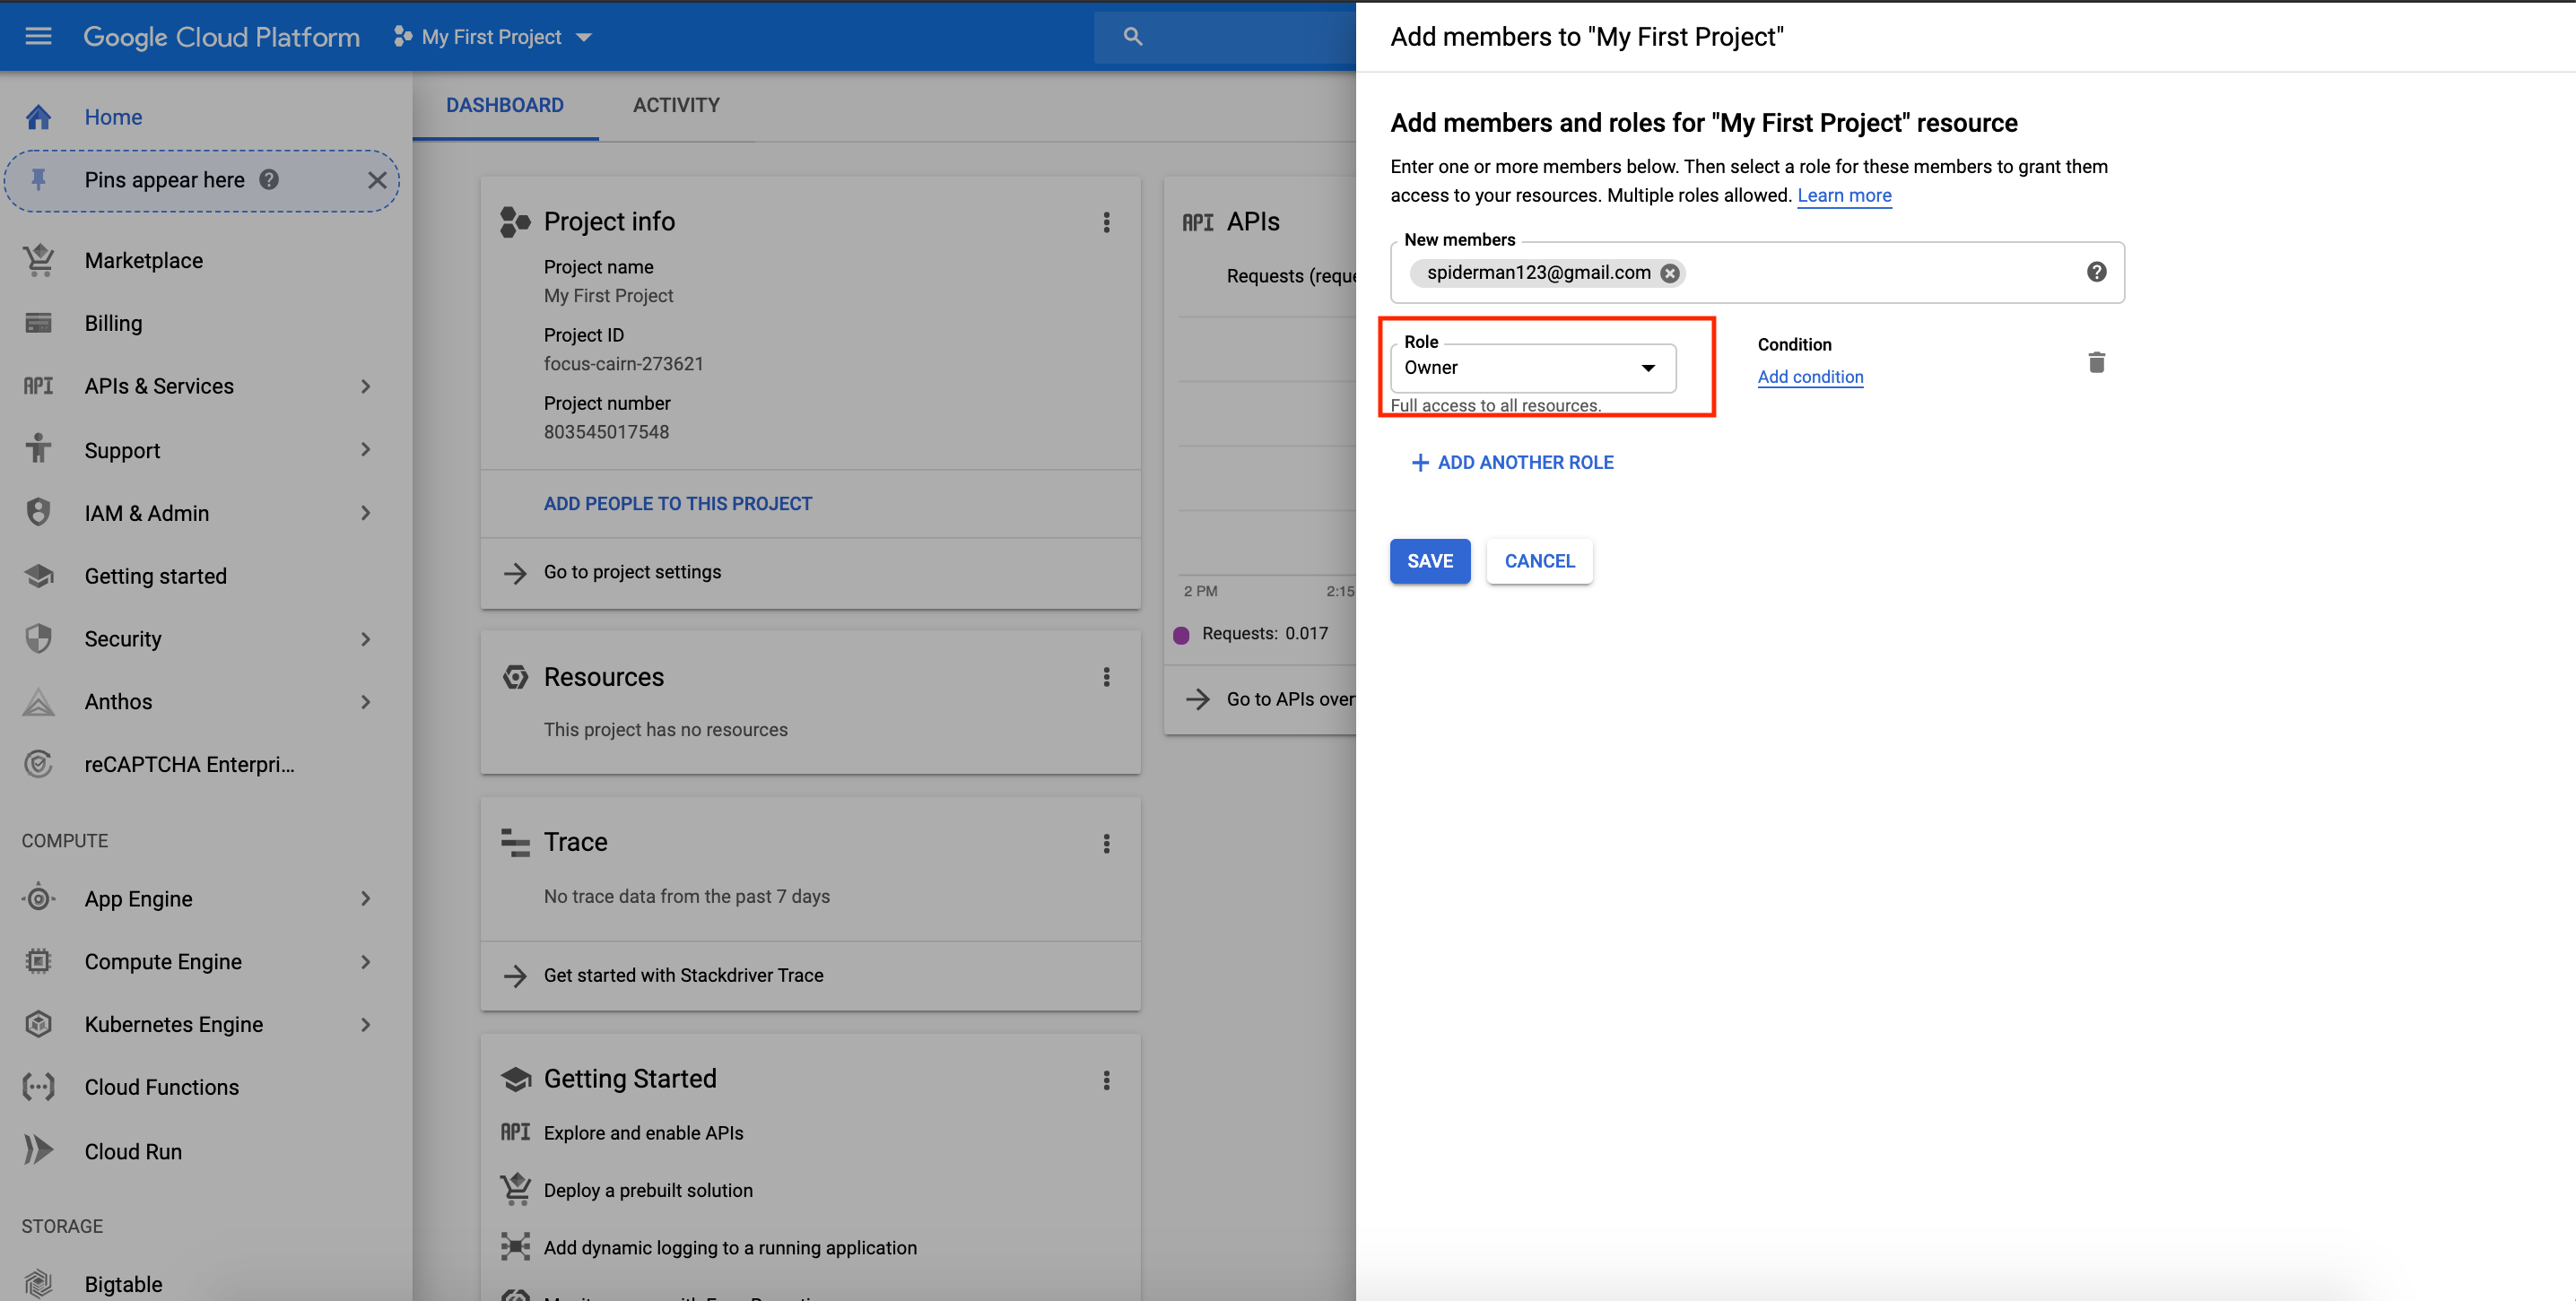 Google Cloud Platform
My First Project
Home
Pins appear here
Marketplace
Billing
API APIs & Services
Support
IAM & Admin
Getting started
Security
Anthos
reCAPTCHA Enterpri...
COMPUTE
App Engine
Compute Engine
Kubernetes Engine
Cloud Functions
Cloud Run
STORAGE
Bigtable
DASHBOARD
ACTIVITY
Project info
Project name
My First Project
Project ID
focus-cairn-273621
Project number
803545017548
ADD PEOPLE TO THIS PROJECT
Go to project settings
Resources
This project has no resources
Trace
No trace data from the past 7 days
Get started with Stackdriver Trace
Getting Started
API Explore and enable APIs
Deploy a prebuilt solution
Add dynamic logging to a running application
API APIs
Requests (reque
2 PM
2:15
Requests: 0.017
Go to APIs over
Add members to "My First Project"
Add members and roles for "My First Project" resource
Enter one or more members below. Then select a role for these members to grant them
access to your resources. Multiple roles allowed. Learn more
New members
spiderman123@gmail.com
Role
Owner
Full access to all resources.
Condition
Add condition
ADD ANOTHER ROLE
SAVE
CANCEL